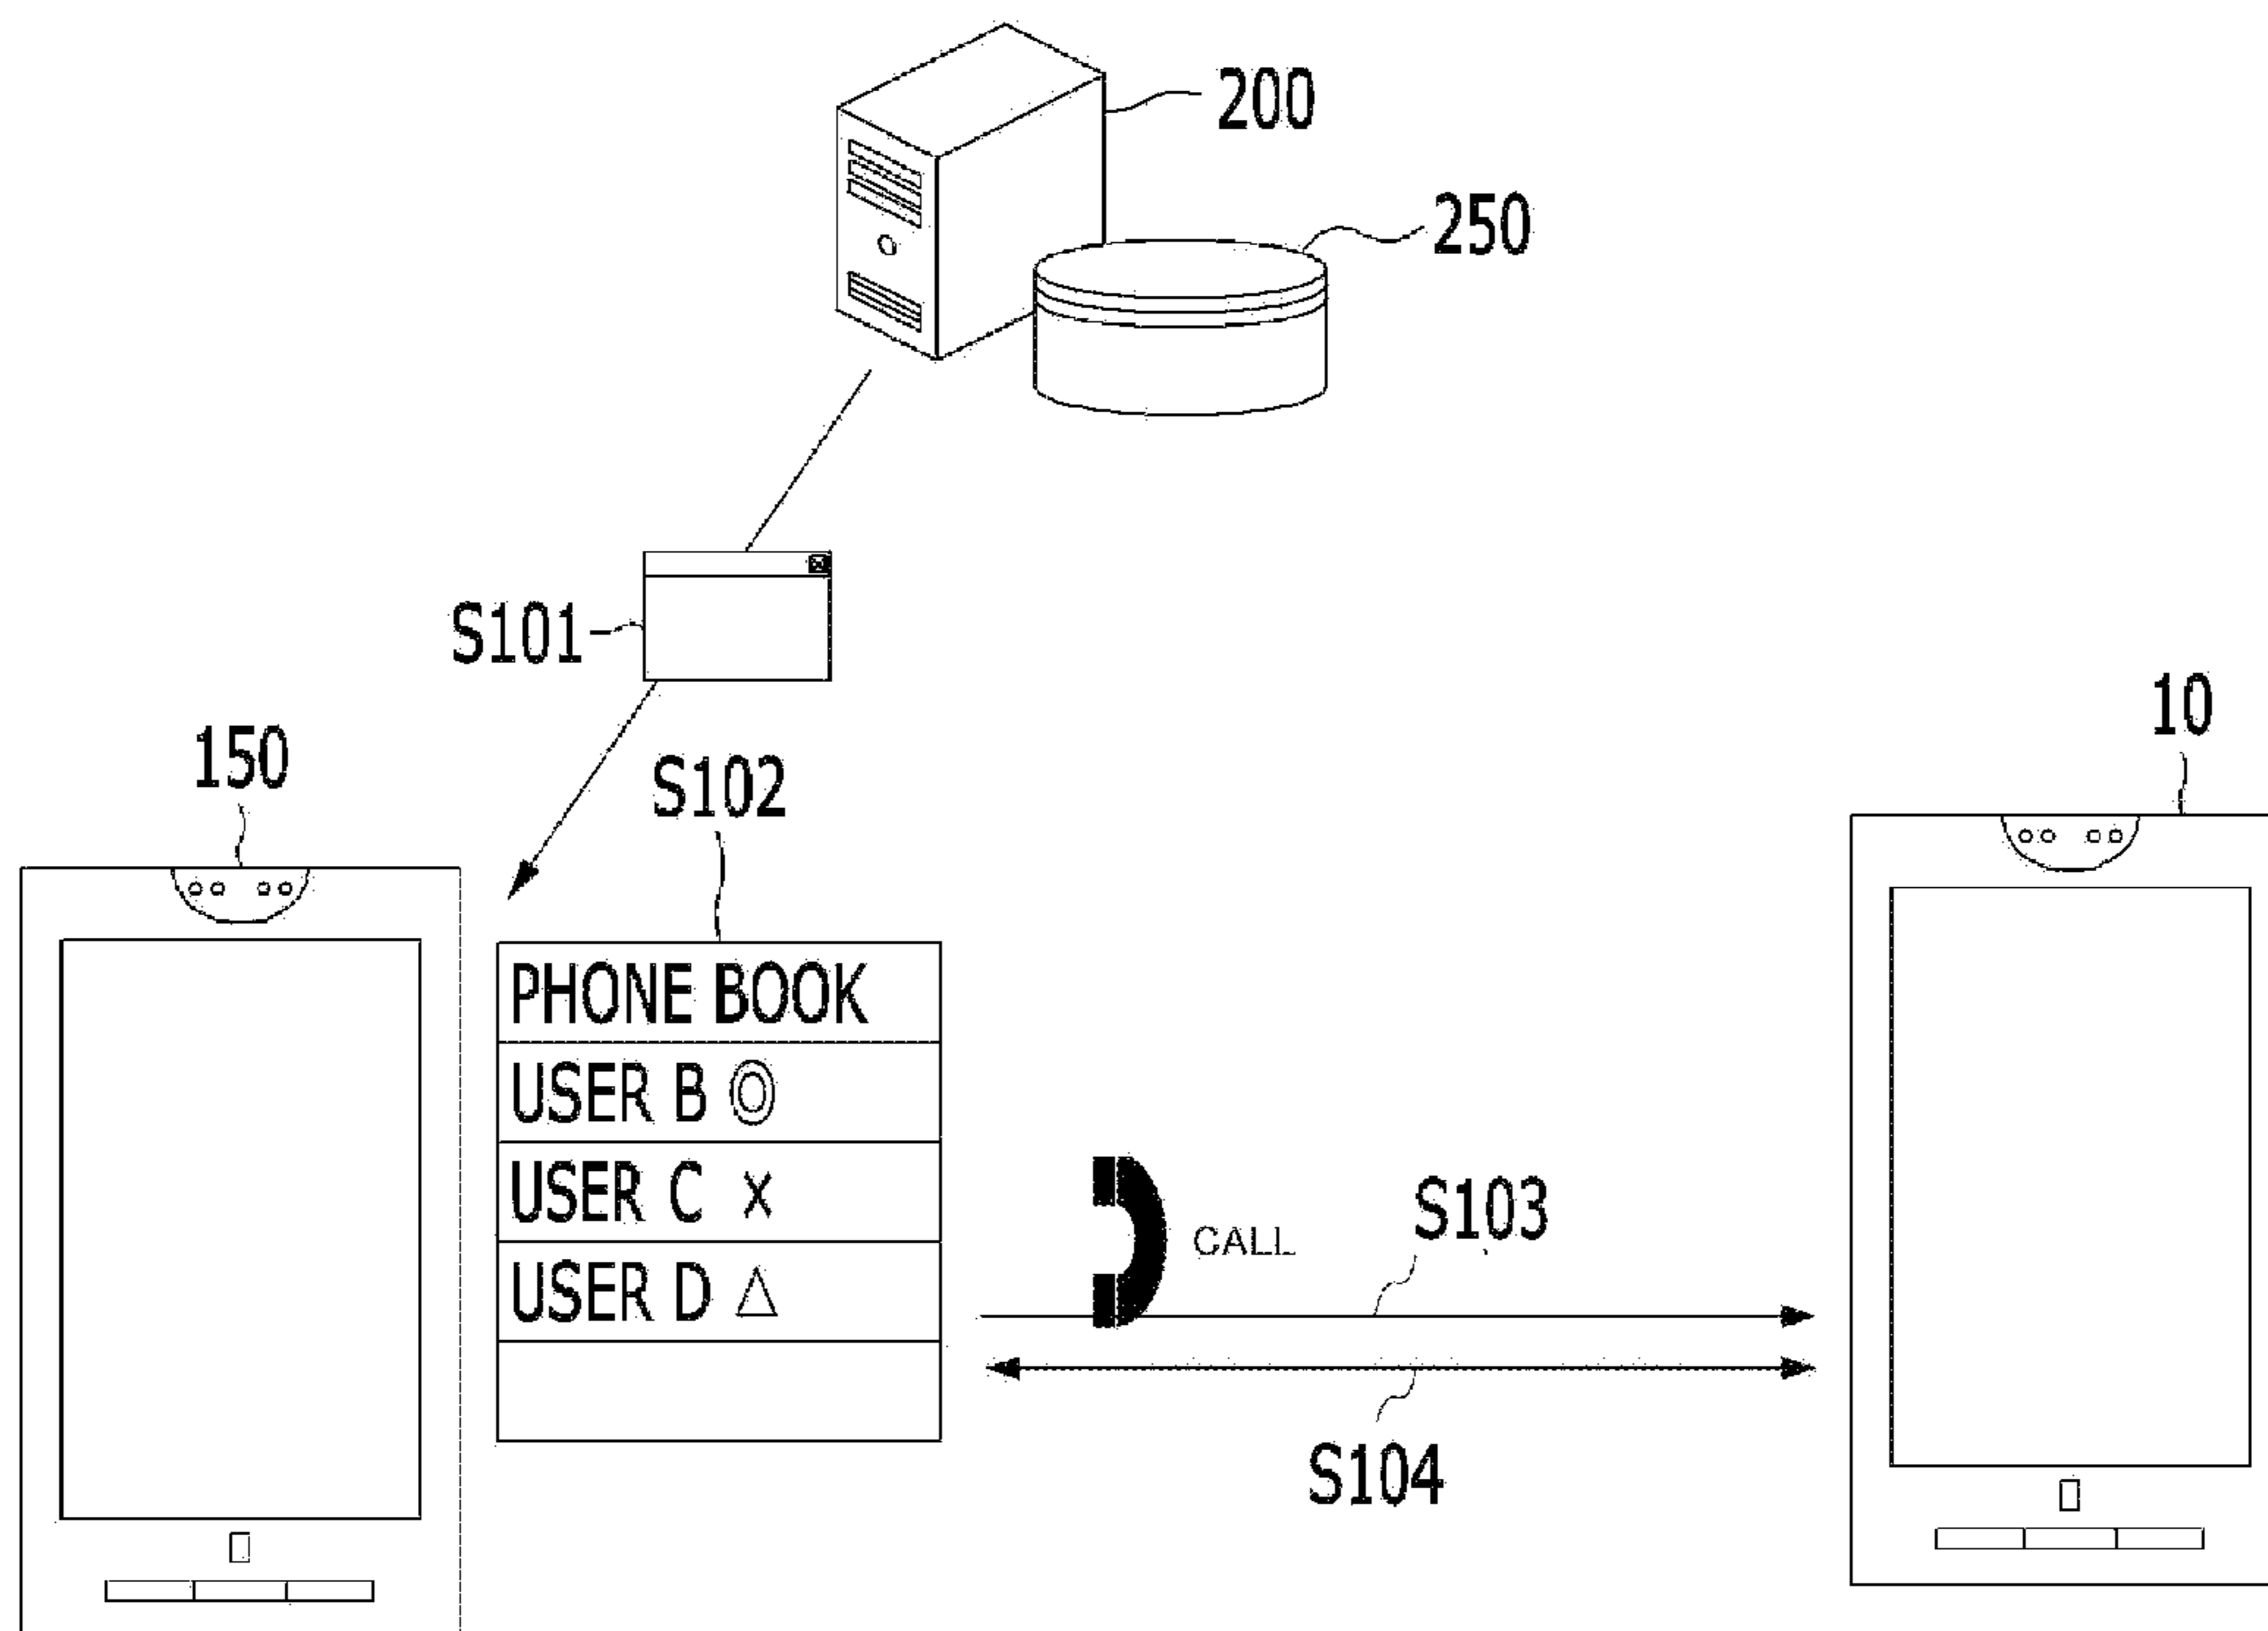 200
250
S101
10
150
S102
PHONE BOOK
USER B ◎
USER C X
USER D △
CALL
S103
S104